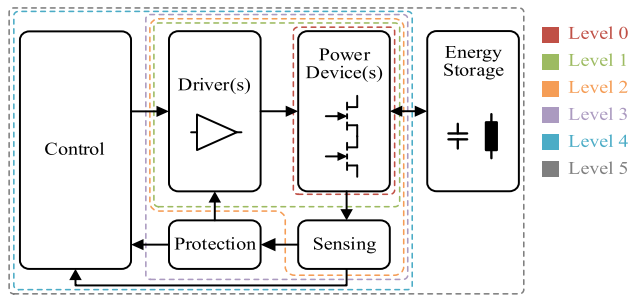 Control
Driver(s)
Power
Device(s)
Energy
Storage
Protection
Sensing
Level 0
Level 1
Level 2
Level 3
Level 4
Level 5